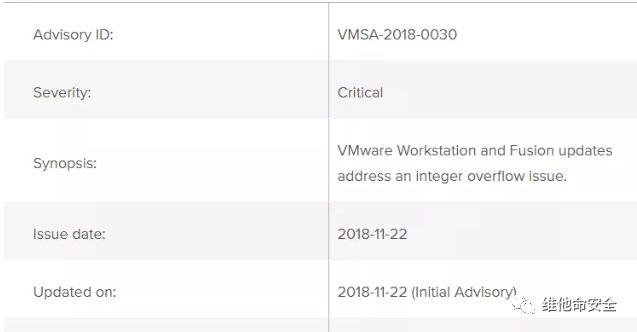 Advisory ID: VMSA-2018-0030
Severity: Critical
Synopsis: VMware Workstation and Fusion updates
address an integer overflow issue.
Issue date: 2018-11-22
Updated on: 2018-11-22 (Initial Advisory)
维他命安全